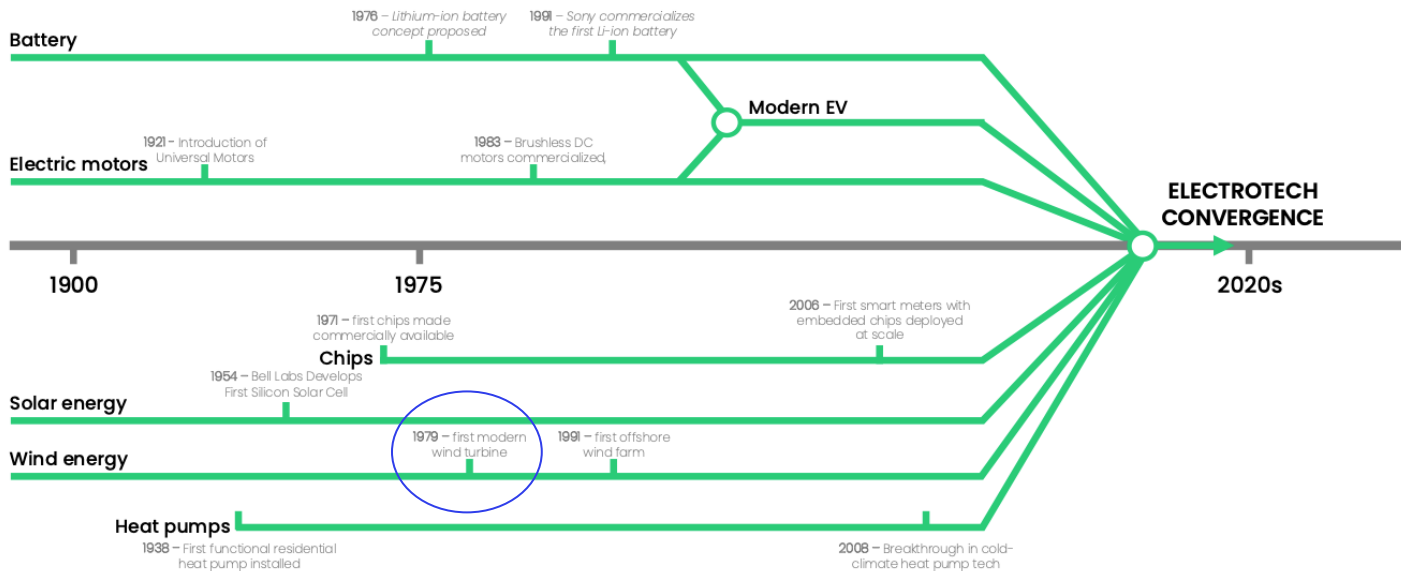 1976 – Lithium-ion battery
concept proposed
1991 – Sony commercializes
the first Li-ion battery
Battery
Modern EV
1921 - Introduction of
Universal Motors
1983 – Brushless DC
motors commercialized,
Electric motors
ELECTROTECH
CONVERGENCE
1900
1975
2020s
1971 – first chips made
commercially available
2006 – First smart meters with
embedded chips deployed
at scale
Chips
1954 – Bell Labs Develops
First Silicon Solar Cell
Solar energy
1979 – first modern
wind turbine
1991 – first offshore
wind farm
Wind energy
Heat pumps
1938 – First functional residential
heat pump installed
2008 – Breakthrough in cold-
climate heat pump tech